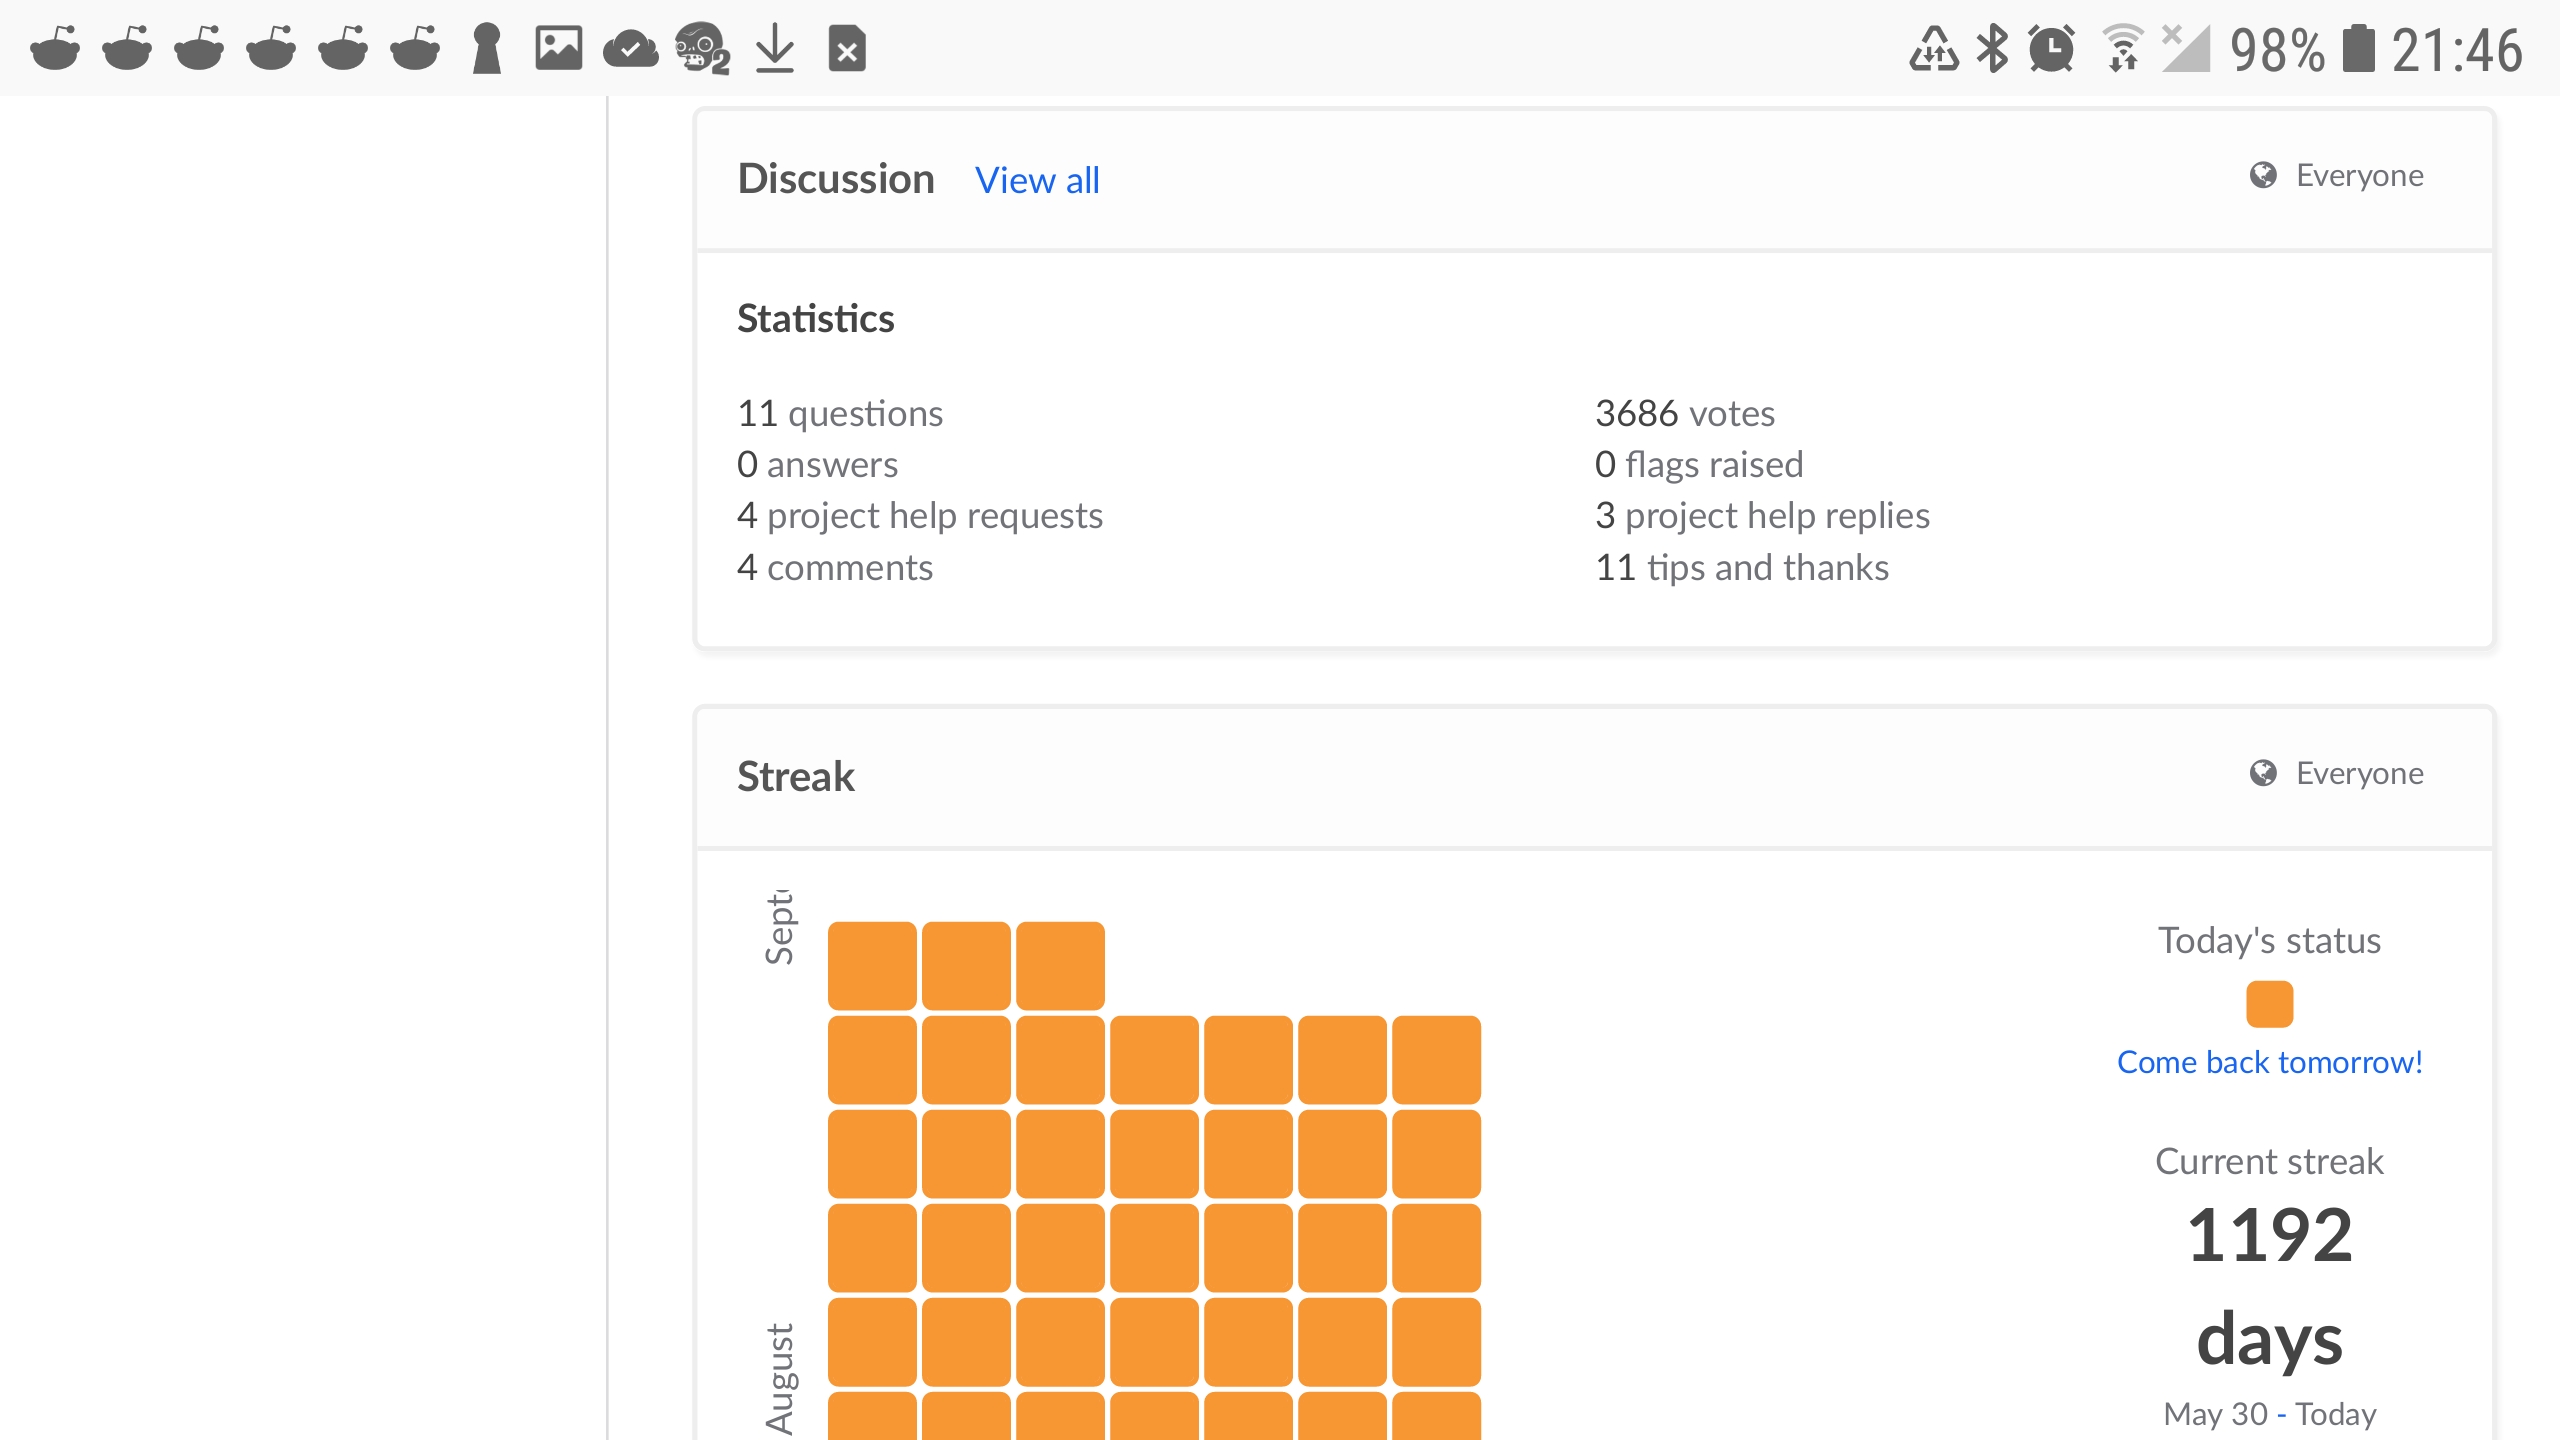 98% 21:46
Discussion View all Everyone
Statistics
11 questions
0 answers
4 project help requests
4 comments
3686 votes
0 flags raised
3 project help replies
11 tips and thanks
Streak Everyone
Sept
August
Today's status
Come back tomorrow!
Current streak
1192
days
May 30 - Today